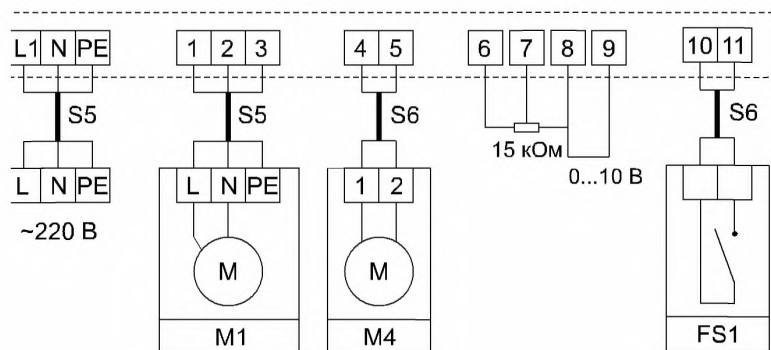 L1 N PE 1 2 3 4 5 6 7 8 9 10 11
S5 S5 S6 S6
15 кОм
0...10 В
L N PE L N PE 1 2
~220 В
M M
M1 M4 FS1